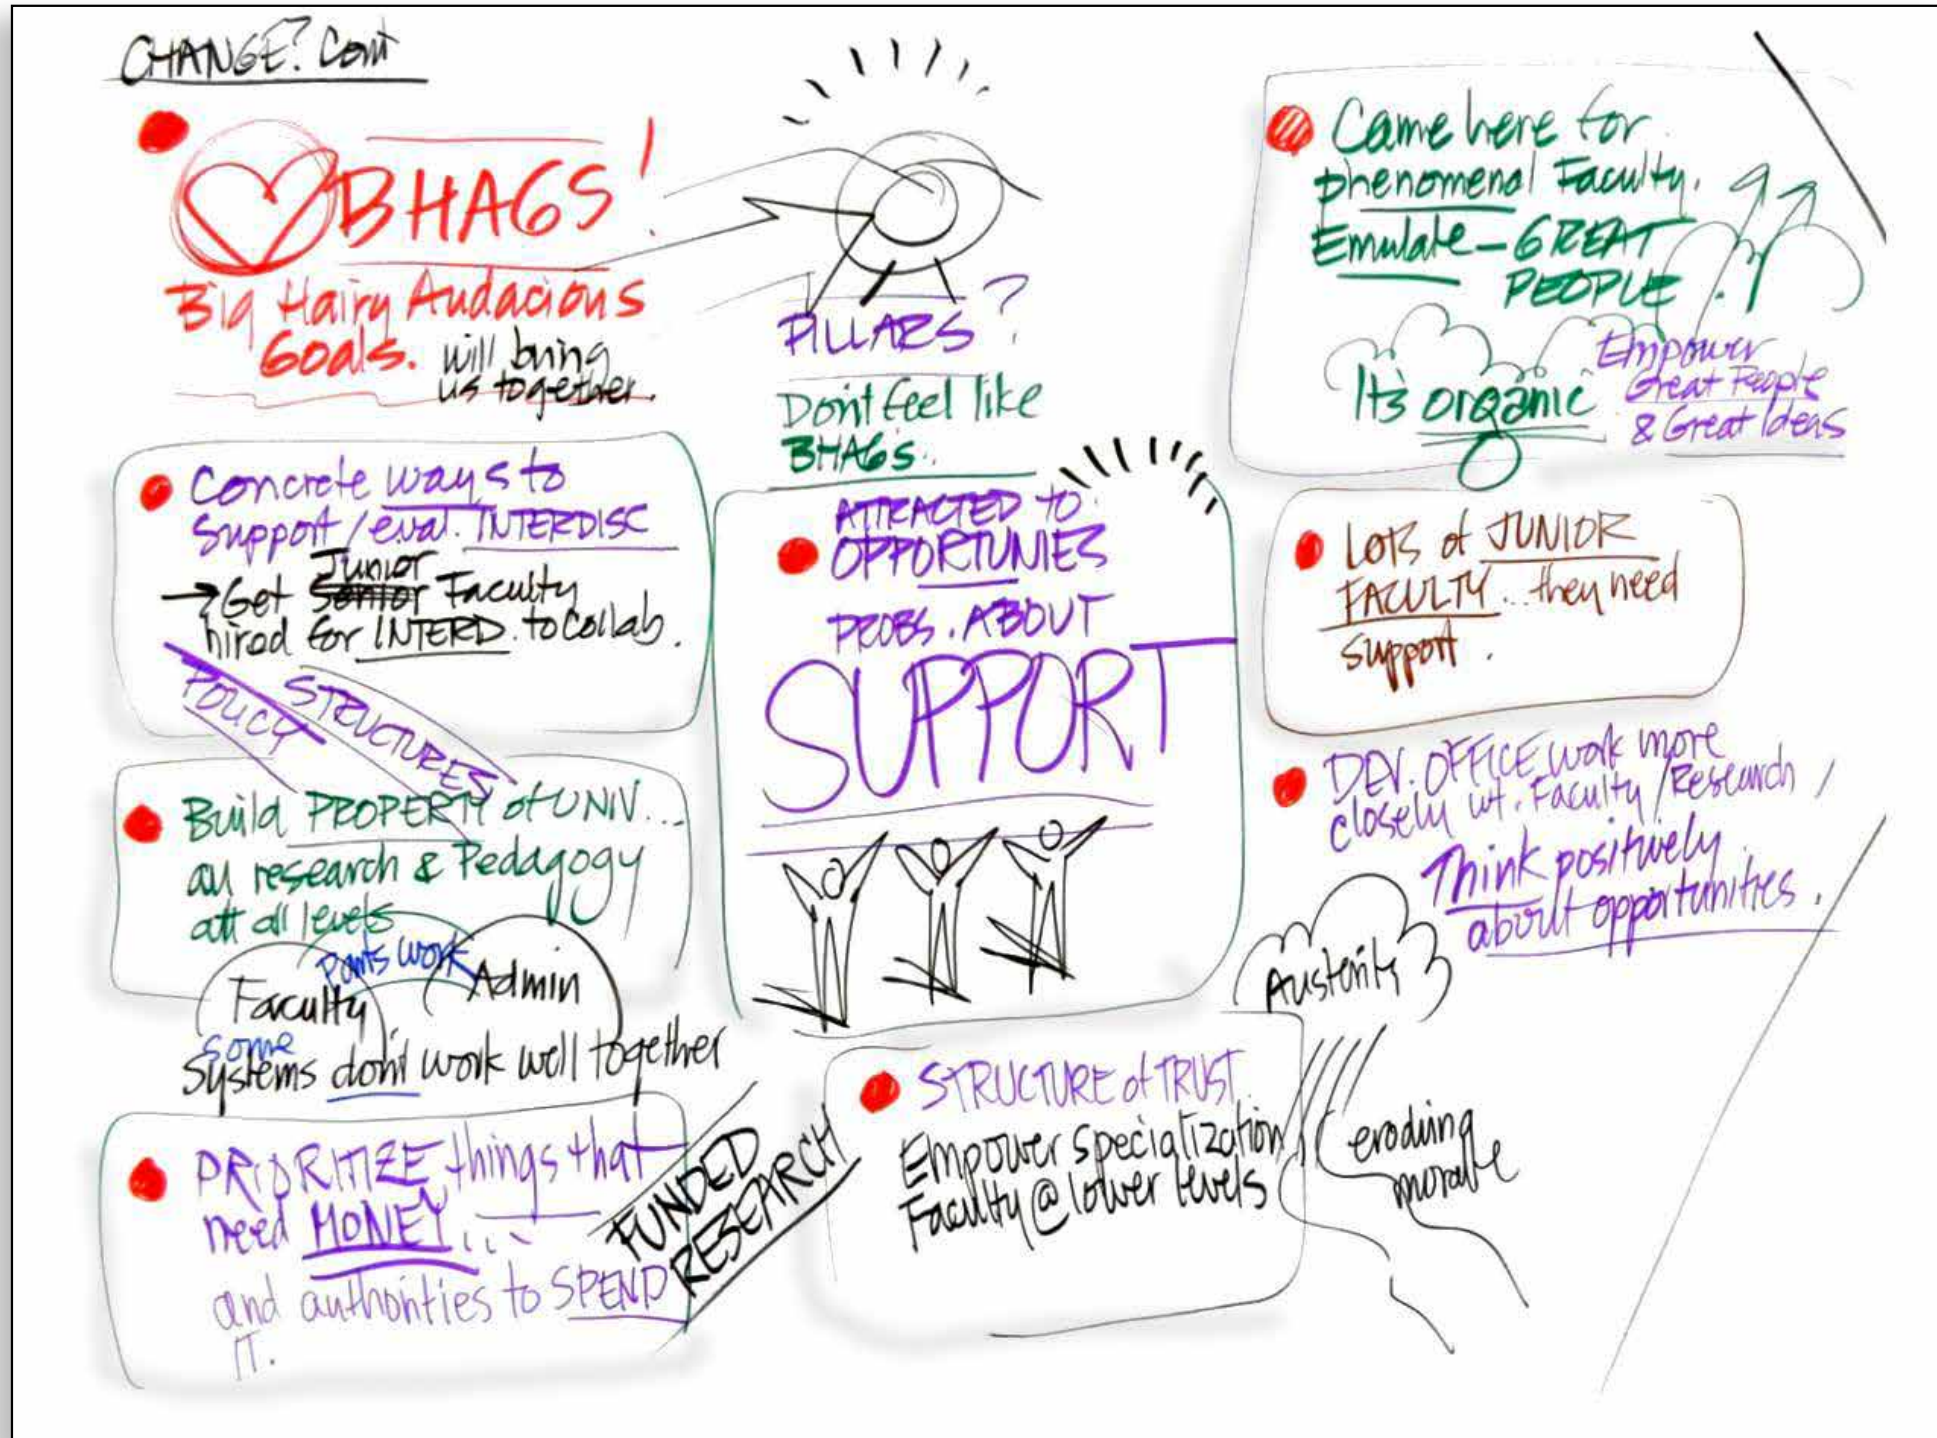 CHANGE? Cont
BHAGS!
Big Hairy Audacious
Goals. will bring
us together.
PILLARS?
Don't feel like
BHAGs..
Came here for
phenomenal Faculty.
Emulate - GREAT
PEOPLE.
It's organic
Empower
Great People
& Great Ideas
Concrete ways to
Support/eval. INTERDISC
Junior
→ Get Senior Faculty
hired for INTERD. to collab.
POLICY
STRUCTURES
ATTRACTED TO
OPPORTUNIES
PROBS. ABOUT
SUPPORT
LOTS of JUNIOR
FACULTY... they need
support.
Build PROPERTY of UNIV...
all research & Pedagogy
att all levels
DEV. OFFICE work more
closely wt. Faculty/Research/
Think positively
about opportunities.
Parts work
Faculty
Admin
some
Systems don't work well together
Austerity
eroding
morale
PRIORITIZE things that
need MONEY...
and authorities to SPEND
IT.
FUNDED
RESEARCH
STRUCTURE of TRUST.
Empower specialization
Faculty @ lower levels